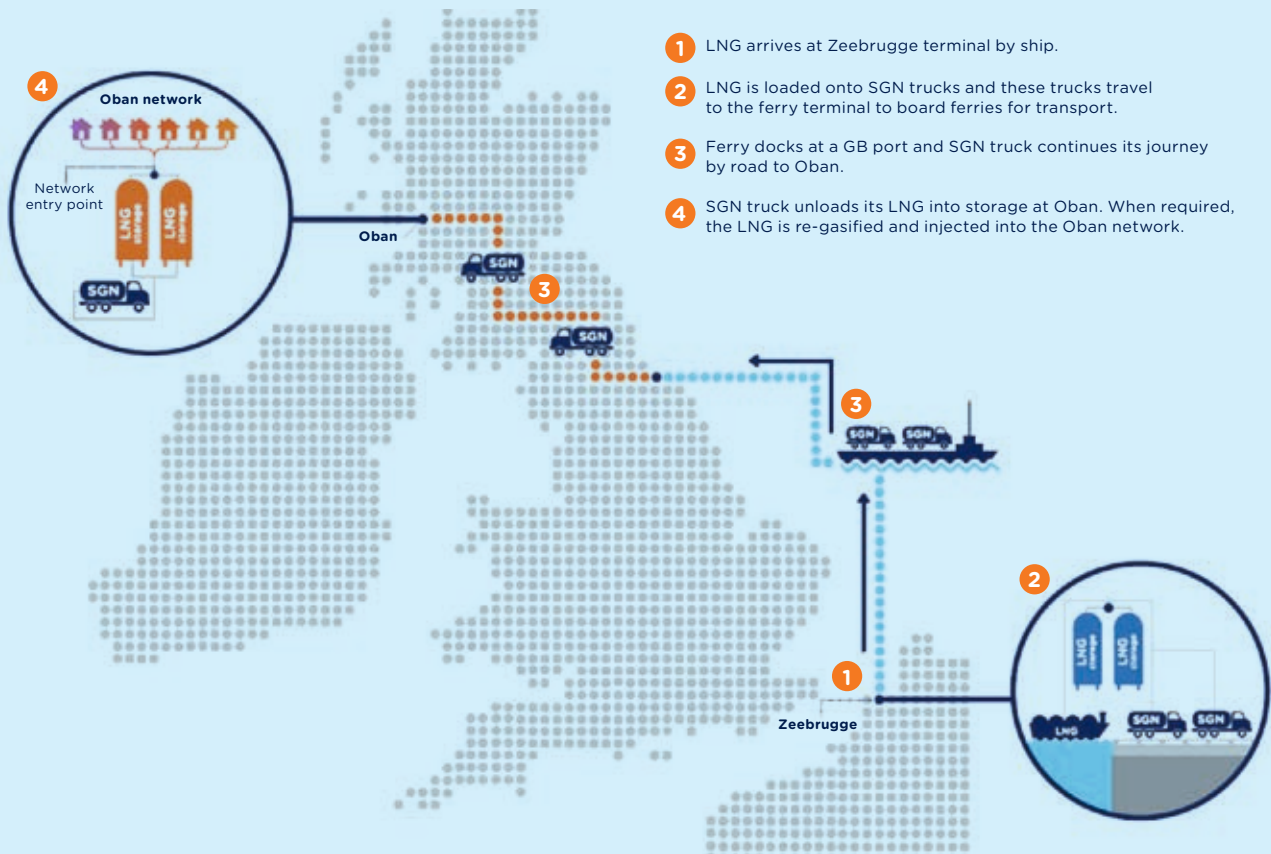 1 LNG arrives at Zeebrugge terminal by ship.
2 LNG is loaded onto SGN trucks and these trucks travel
to the ferry terminal to board ferries for transport.
3 Ferry docks at a GB port and SGN truck continues its journey
by road to Oban.
4 SGN truck unloads its LNG into storage at Oban. When required,
the LNG is re-gasified and injected into the Oban network.
4
Oban network
Network
entry point
LNG
storage
LNG
storage
SGN
Oban
SGN
3
SGN
3
SGN
SGN
2
LNG
storage
LNG
storage
1
Zeebrugge
LNG
SGN
SGN